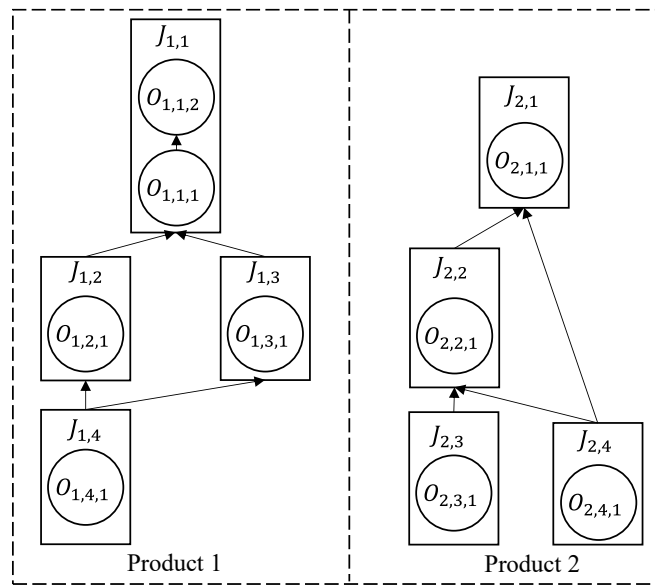 J1,1
O1,1,2
O1,1,1
J1,2
O1,2,1
J1,3
O1,3,1
J1,4
O1,4,1
Product 1
J2,1
O2,1,1
J2,2
O2,2,1
J2,3
O2,3,1
J2,4
O2,4,1
Product 2